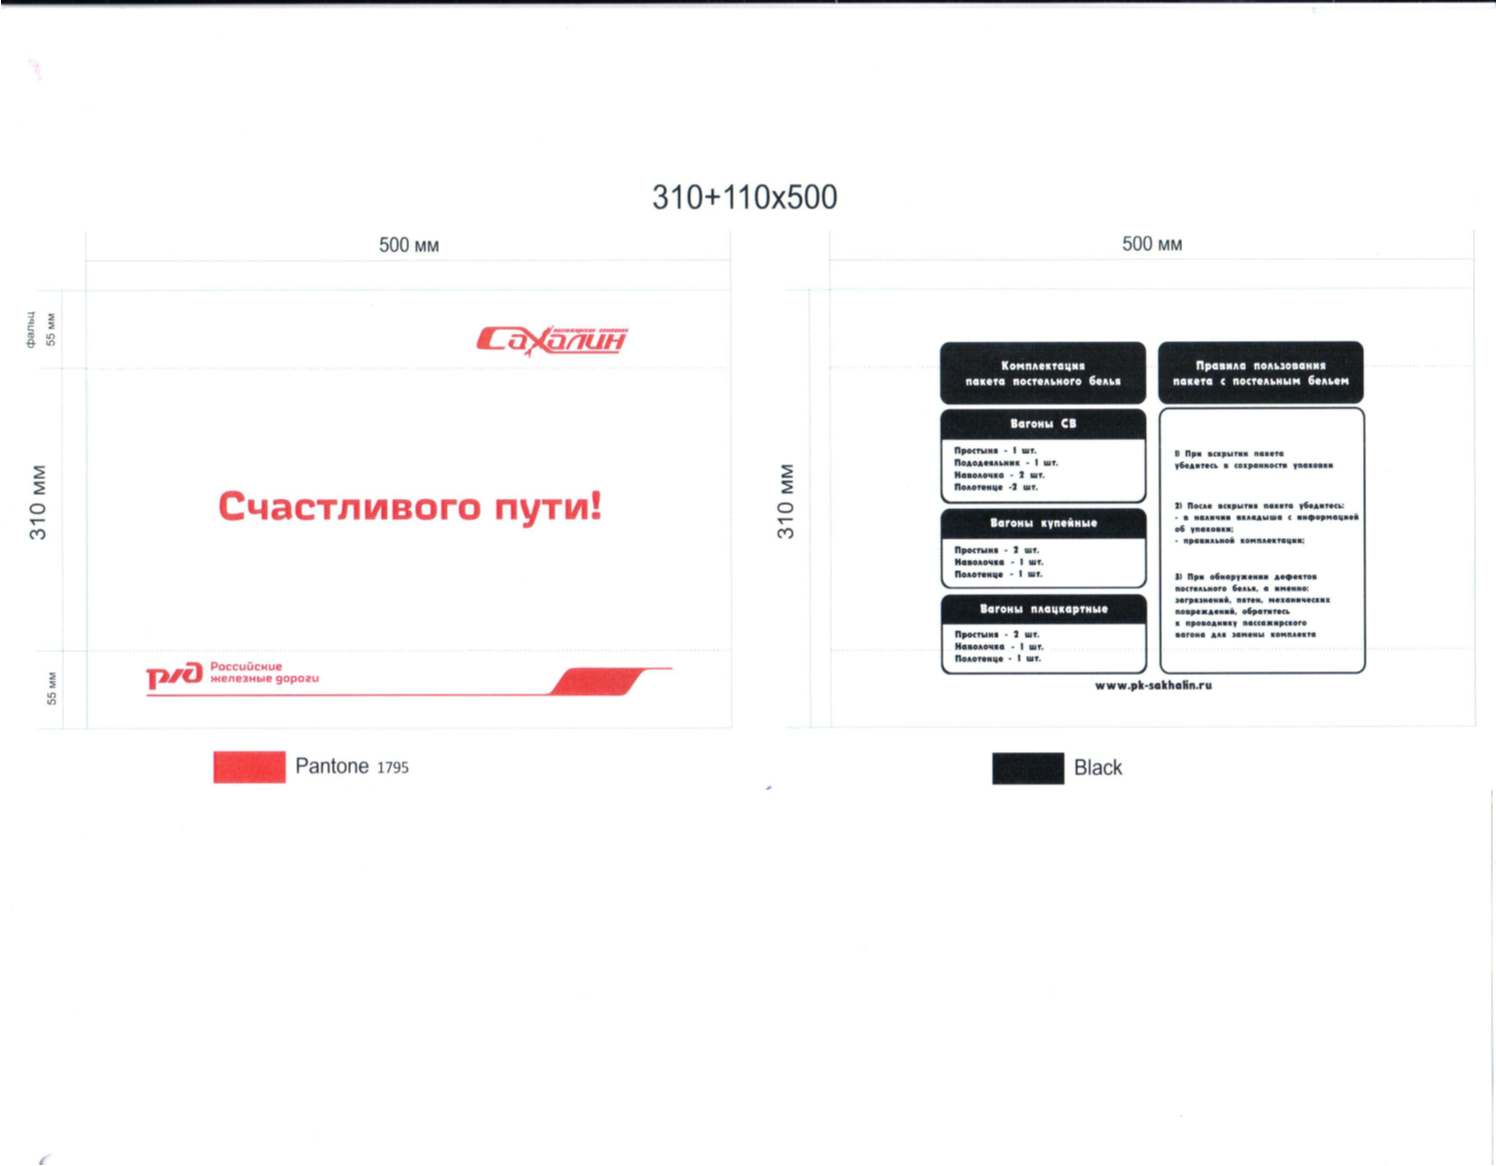 310+110x500
500 мм
фальц
55 мм
310 мм
55 мм
Сахалин
Счастливого пути!
ржд
Российские
железные дороги
Pantone 1795
500 мм
310 мм
Комплектация
пакета постельного белья
Вагоны СВ
Простыня - 1 шт.
Пододеяльник - 1 шт.
Наволочка - 2 шт.
Полотенце -2 шт.
Вагоны купейные
Простыня - 2 шт.
Наволочка - 1 шт.
Полотенце - 1 шт.
Вагоны плацкартные
Простыня - 2 шт.
Наволочка - 1 шт.
Полотенце - 1 шт.
Правила пользования
пакета с постельным бельем
1) При вскрытии пакета
убедитесь в сохранности упаковки
2) После вскрытия пакета убедитесь:
- в наличии вкладыша с информацией
об упаковки;
- правильной комплектации;
3) При обнаружении дефектов
постельного белья, а именно:
загрязнений, пятен, механических
повреждений, обратитесь
к проводнику пассажирского
вагона для замены комплекта
www.pk-sakhalin.ru
Black